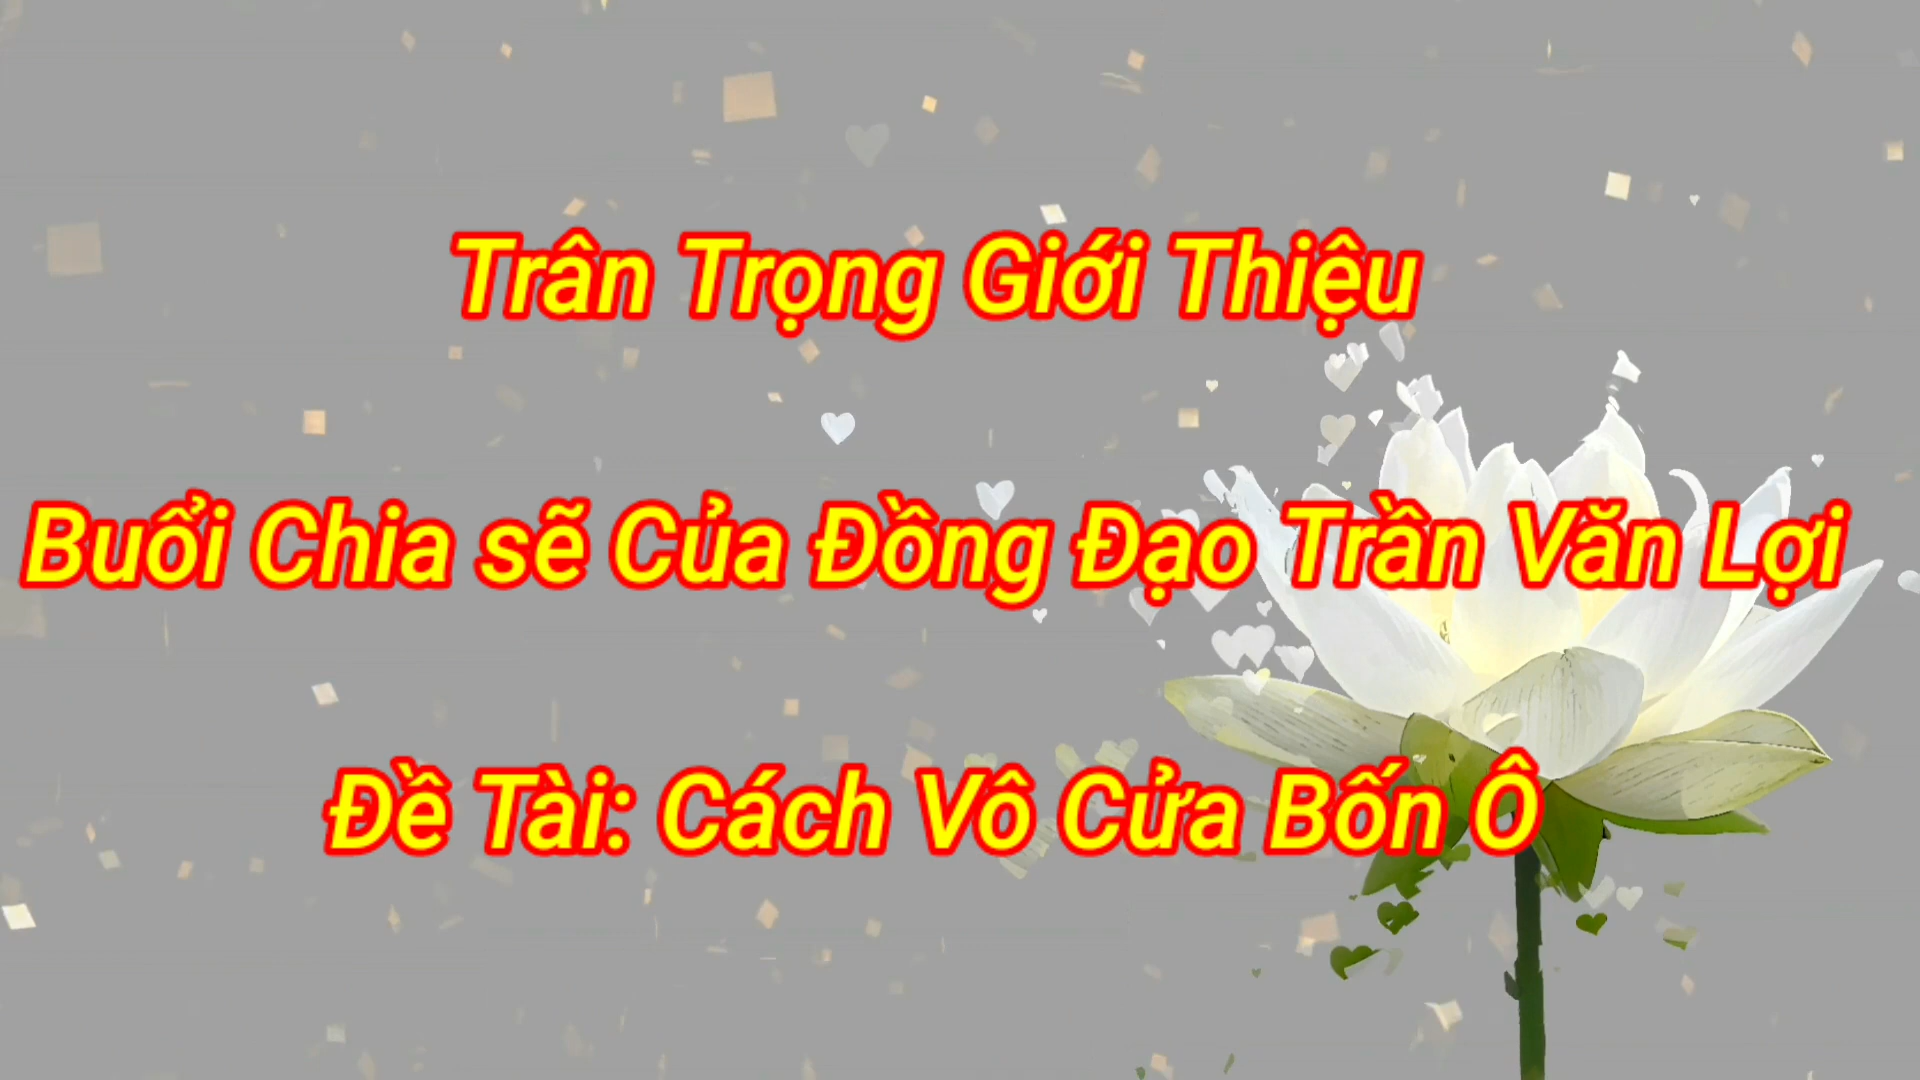 Trân Trọng Giới Thiệu
Buổi Chia sẽ Của Đồng Đạo Trần Văn Lợi
Đề Tài: Cách Vô Cửa Bốn Ô